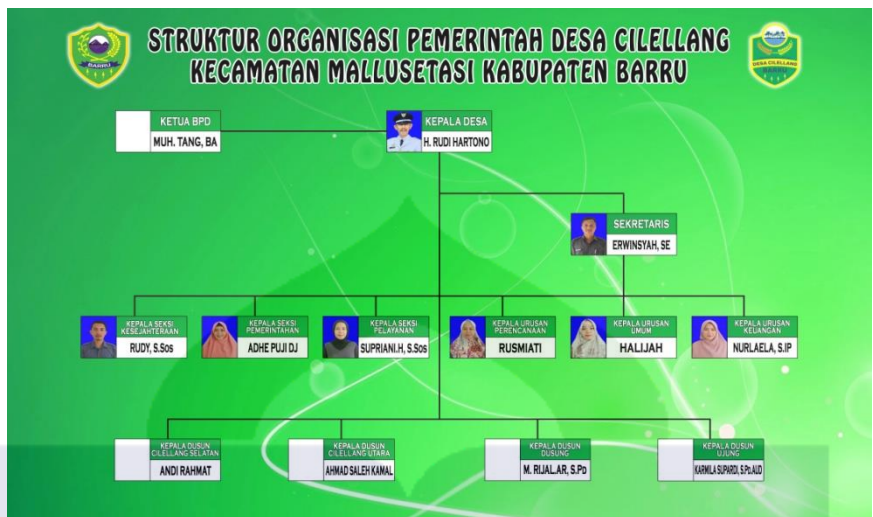 STRUKTUR ORGANISASI PEMERINTAH DESA CILELLANG
KECAMATAN MALLUSETASI KABUPATEN BARRU
BARRU
DESA CILELLANG
BARRU
KETUA BPD
MUH. TANG, BA
KEPALA DESA
H. RUDI HARTONO
SEKRETARIS
ERWINSYAH, SE
KEPALA SEKSI
KESEJAHTERAAN
RUDY, S.Sos
KEPALA SEKSI
PEMERINTAHAN
ADHE PUJI DJ
KEPALA SEKSI
PELAYANAN
SUPRIANI.H, S.Sos
KEPALA URUSAN
PERENCANAAN
RUSMIATI
KEPALA URUSAN
UMUM
HALIJAH
KEPALA URUSAN
KEUANGAN
NURLAELA, S.IP
KEPALA DUSUN
CILELLANG SELATAN
ANDI RAHMAT
KEPALA DUSUN
CILELLANG UTARA
AHMAD SALEH KAMAL
KEPALA DUSUN
DUSUNG
M. RIJAL.AR, S.PD
KEPALA DUSUN
UJUNG
KARMILA SUPARDI, S.PD.AUD